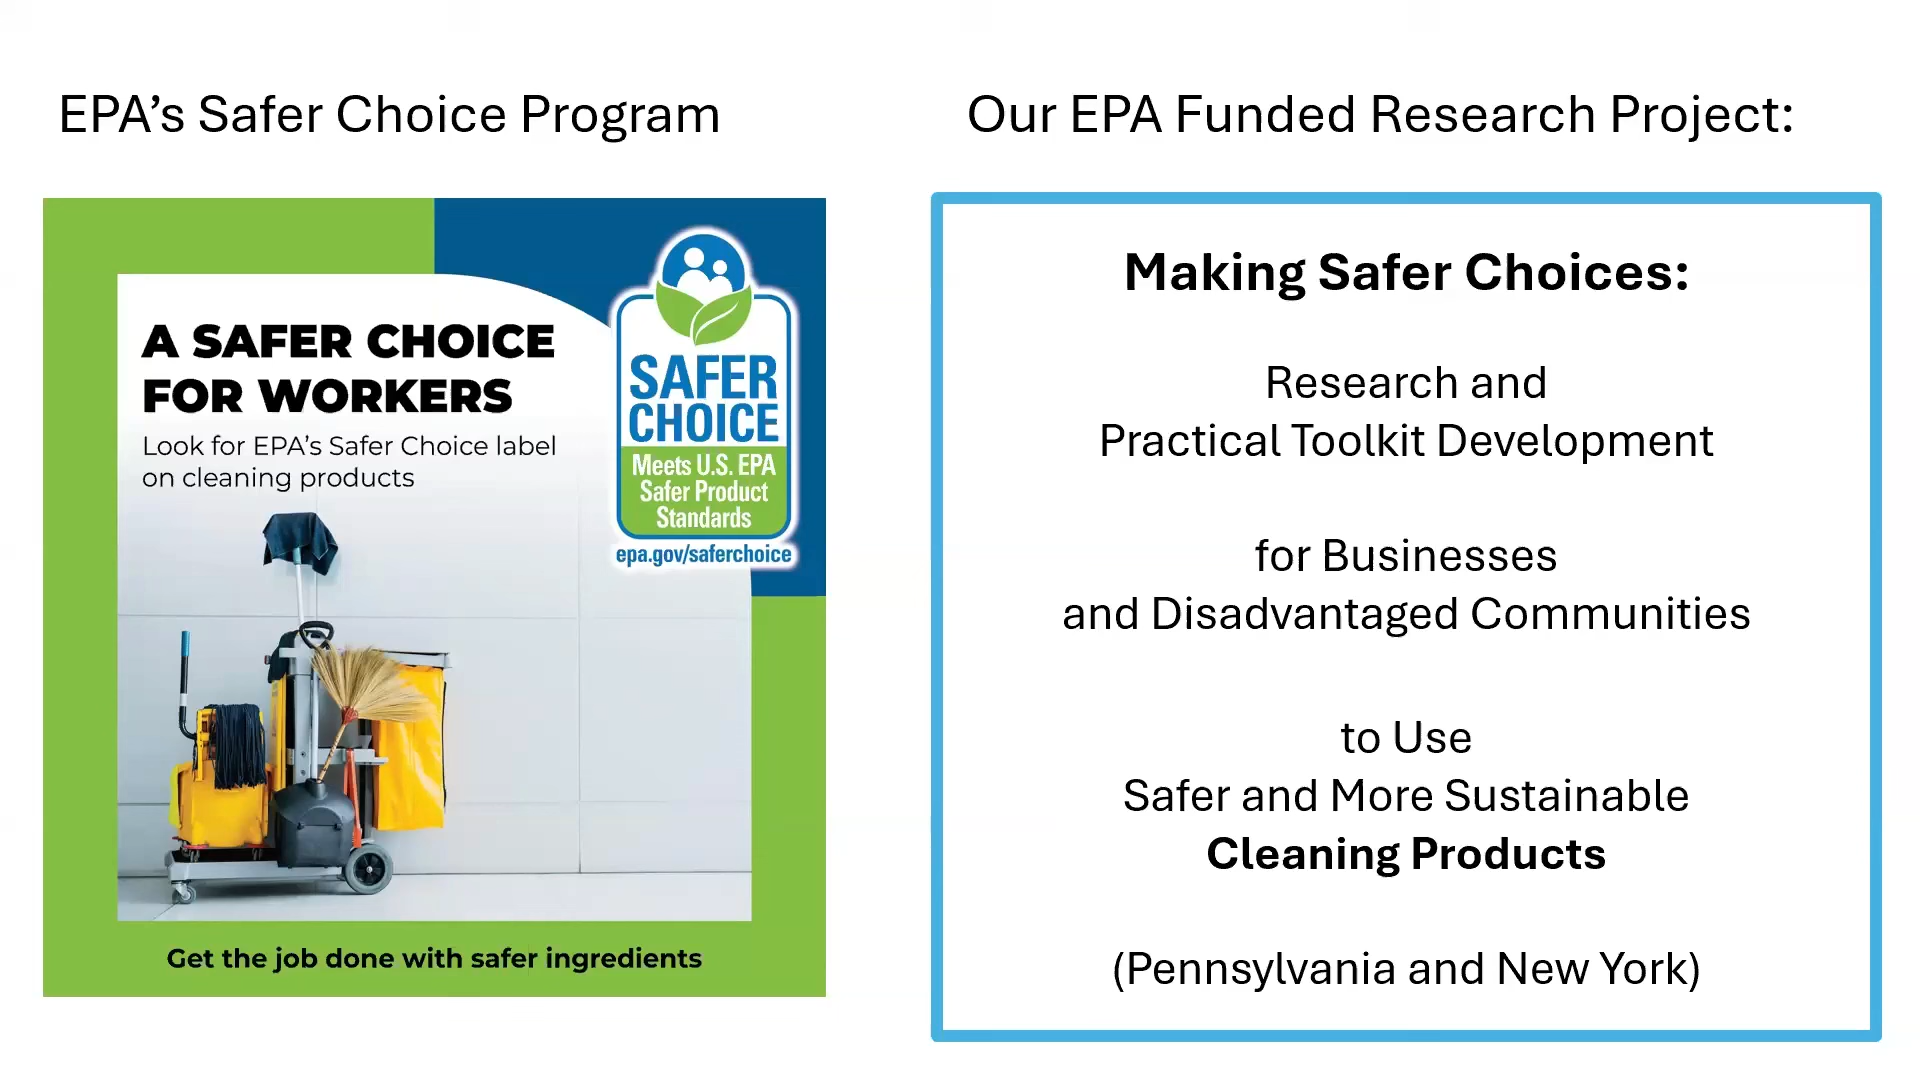 EPA’s Safer Choice Program
A SAFER CHOICE
FOR WORKERS
Look for EPA’s Safer Choice label
on cleaning products
SAFER
CHOICE
Meets U.S. EPA
Safer Product
Standards
epa.gov/saferchoice
Get the job done with safer ingredients
Our EPA Funded Research Project:
Making Safer Choices:
Research and
Practical Toolkit Development
for Businesses
and Disadvantaged Communities
to Use
Safer and More Sustainable
Cleaning Products
(Pennsylvania and New York)